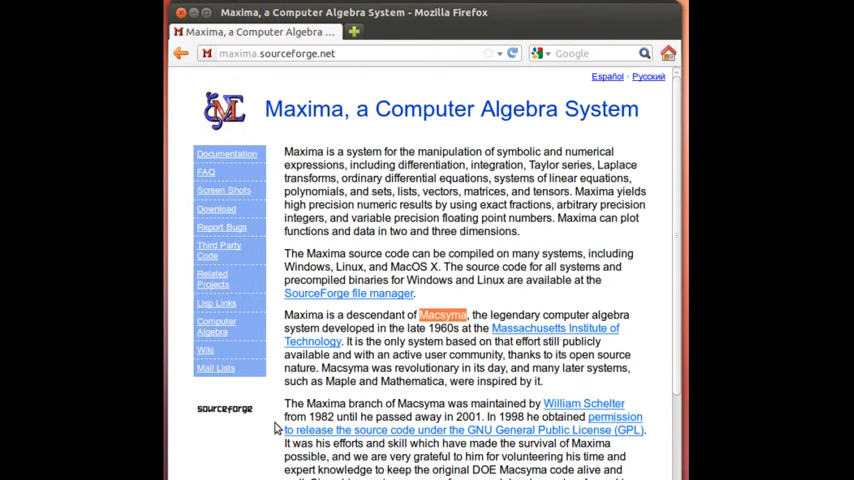 Maxima, a Computer Algebra System - Mozilla Firefox
Maxima, a Computer Algebra System ...
maxima.sourceforge.net
Google
Español - Русский
Maxima, a Computer Algebra System
Documentation
FAQ
Screen Shots
Download
Report Bugs
Third Party
Code
Related
Projects
Lisp Links
Computer
Algebra
Wiki
Mail Lists
sourceforge
Maxima is a system for the manipulation of symbolic and numerical
expressions, including differentiation, integration, Taylor series, Laplace
transforms, ordinary differential equations, systems of linear equations,
polynomials, and sets, lists, vectors, matrices, and tensors. Maxima yields
high precision numeric results by using exact fractions, arbitrary precision
integers, and variable precision floating point numbers. Maxima can plot
functions and data in two and three dimensions.
The Maxima source code can be compiled on many systems, including
Windows, Linux, and MacOS X. The source code for all systems and
precompiled binaries for Windows and Linux are available at the
SourceForge file manager.
Maxima is a descendant of Macsyma, the legendary computer algebra
system developed in the late 1960s at the Massachusetts Institute of
Technology. It is the only system based on that effort still publicly
available and with an active user community, thanks to its open source
nature. Macsyma was revolutionary in its day, and many later systems,
such as Maple and Mathematica, were inspired by it.
The Maxima branch of Macsyma was maintained by William Schelter
from 1982 until he passed away in 2001. In 1998 he obtained permission
to release the source code under the GNU General Public License (GPL).
It was his efforts and skill which have made the survival of Maxima
possible, and we are very grateful to him for volunteering his time and
expert knowledge to keep the original DOE Macsyma code alive and